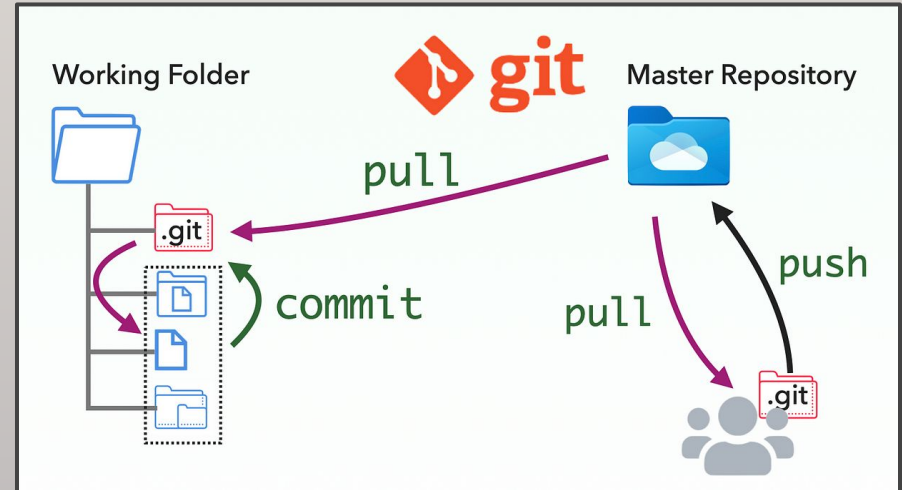 Working Folder
git
Master Repository
pull
.git
commit
pull
push
.git